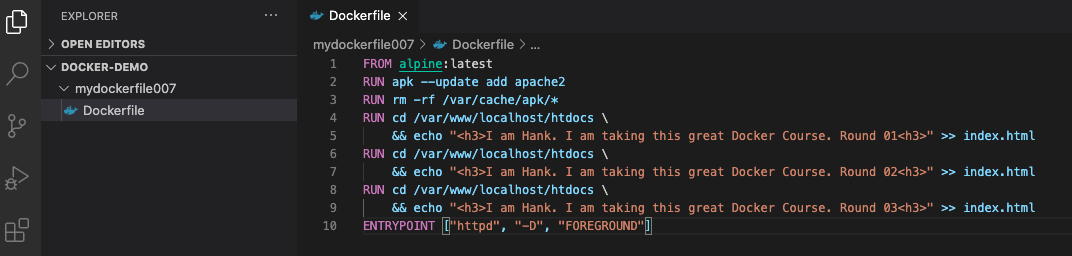 EXPLORER ...
OPEN EDITORS
DOCKER-DEMO
mydockerfile007
Dockerfile
Dockerfile
mydockerfile007 > Dockerfile > ...
1 FROM alpine:latest
2 RUN apk --update add apache2
3 RUN rm -rf /var/cache/apk/*
4 RUN cd /var/www/localhost/htdocs \
5 && echo "<h3>I am Hank. I am taking this great Docker Course. Round 01<h3>" >> index.html
6 RUN cd /var/www/localhost/htdocs \
7 && echo "<h3>I am Hank. I am taking this great Docker Course. Round 02<h3>" >> index.html
8 RUN cd /var/www/localhost/htdocs \
9 && echo "<h3>I am Hank. I am taking this great Docker Course. Round 03<h3>" >> index.html
10 ENTRYPOINT ["httpd", "-D", "FOREGROUND"]